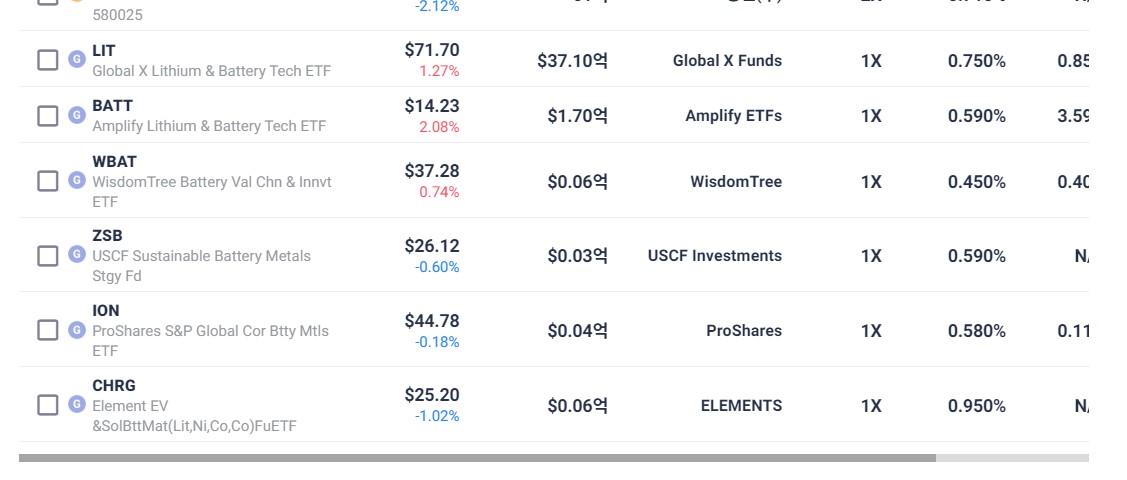 -2.12%
580025
LIT
Global X Lithium & Battery Tech ETF
$71.70
1.27%
$37.10억
Global X Funds
1X
0.750%
0.85
BATT
Amplify Lithium & Battery Tech ETF
$14.23
2.08%
$1.70억
Amplify ETFs
1X
0.590%
3.59
WBAT
WisdomTree Battery Val Chn & Innvt
ETF
$37.28
0.74%
$0.06억
WisdomTree
1X
0.450%
0.40
ZSB
USCF Sustainable Battery Metals
Stgy Fd
$26.12
-0.60%
$0.03억
USCF Investments
1X
0.590%
N/
ION
ProShares S&P Global Cor Btty Mtls
ETF
$44.78
-0.18%
$0.04억
ProShares
1X
0.580%
0.11
CHRG
Element EV
&SolBttMat(Lit,Ni,Co,Co)FuETF
$25.20
-1.02%
$0.06억
ELEMENTS
1X
0.950%
N/